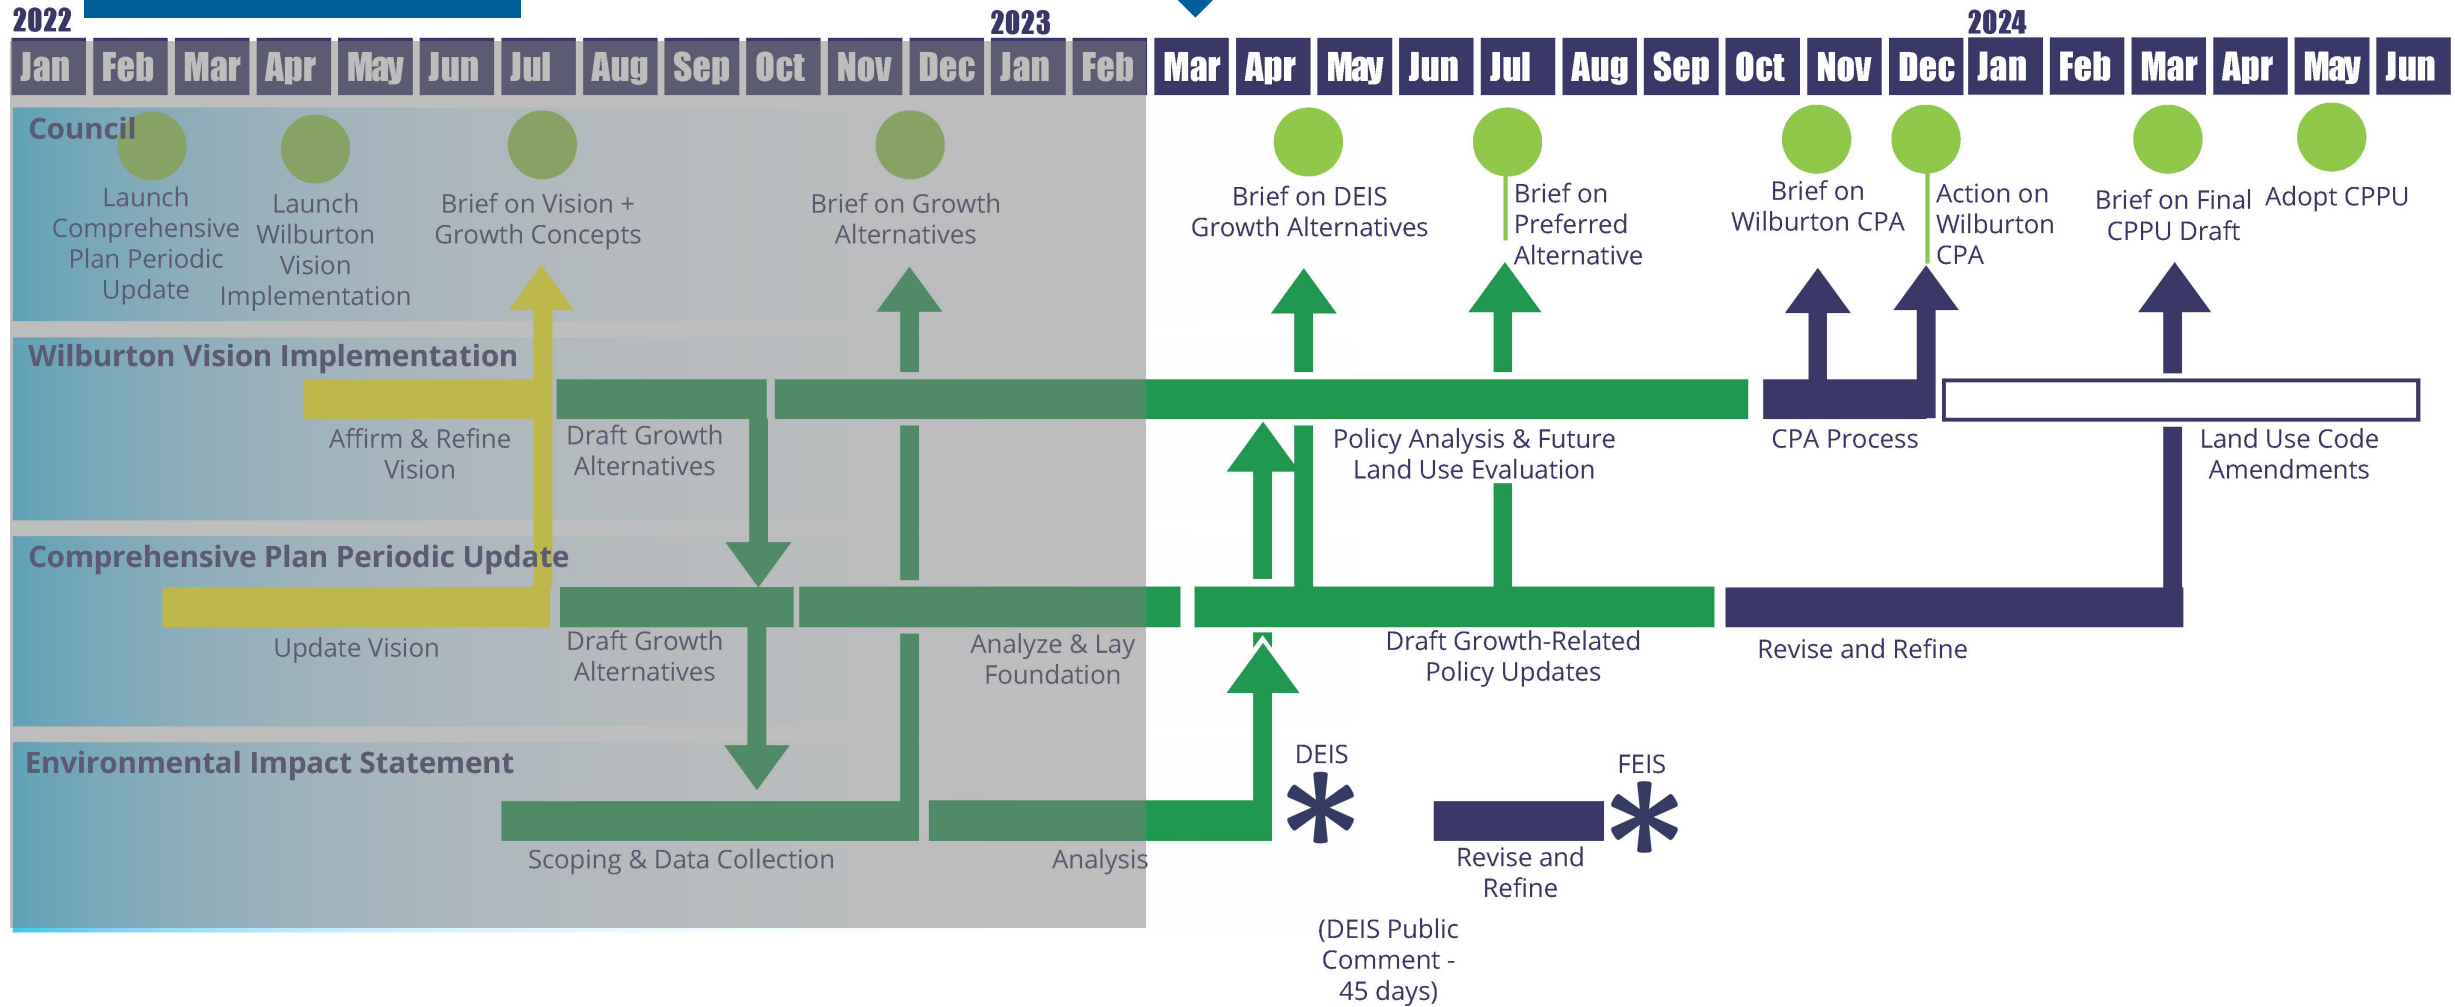 2022
2023
2024
Jan Feb Mar Apr May Jun Jul Aug Sep Oct Nov Dec Jan Feb Mar Apr May Jun Jul Aug Sep Oct Nov Dec Jan Feb Mar Apr May Jun
Council
Launch
Comprehensive
Plan Periodic
Update
Launch
Wilburton
Vision
Implementation
Brief on Vision +
Growth Concepts
Brief on Growth
Alternatives
Brief on DEIS
Growth Alternatives
Brief on
Preferred
Alternative
Brief on
Wilburton CPA
Action on
Wilburton
CPA
Brief on Final
CPPU Draft
Adopt CPPU
Wilburton Vision Implementation
Affirm & Refine
Vision
Draft Growth
Alternatives
Policy Analysis & Future
Land Use Evaluation
CPA Process
Land Use Code
Amendments
Comprehensive Plan Periodic Update
Update Vision
Draft Growth
Alternatives
Analyze & Lay
Foundation
Draft Growth-Related
Policy Updates
Revise and Refine
Environmental Impact Statement
Scoping & Data Collection
Analysis
DEIS
Revise and
Refine
FEIS
(DEIS Public
Comment -
45 days)